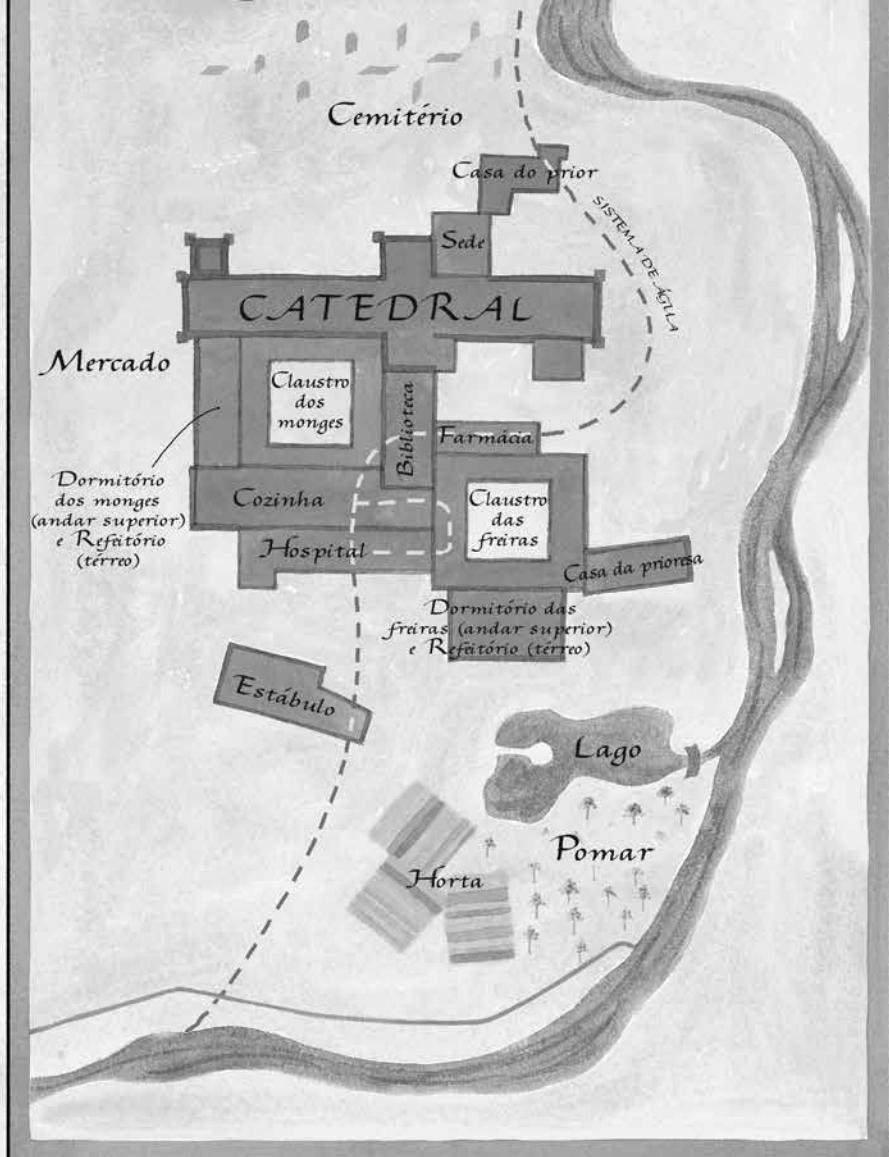 Cemitério
Casa do prior
SISTEMA DE ÁGUA
Sede
CATEDRAL
Mercado
Claustro
dos
monges
Biblioteca
Farmácia
Dormitório
dos monges
(andar superior)
e Refeitório
(térreo)
Cozinha
Claustro
das
freiras
Hospital
Casa da prioresa
Dormitório das
freiras (andar superior)
e Refeitório (térreo)
Estábulo
Lago
Pomar
Horta